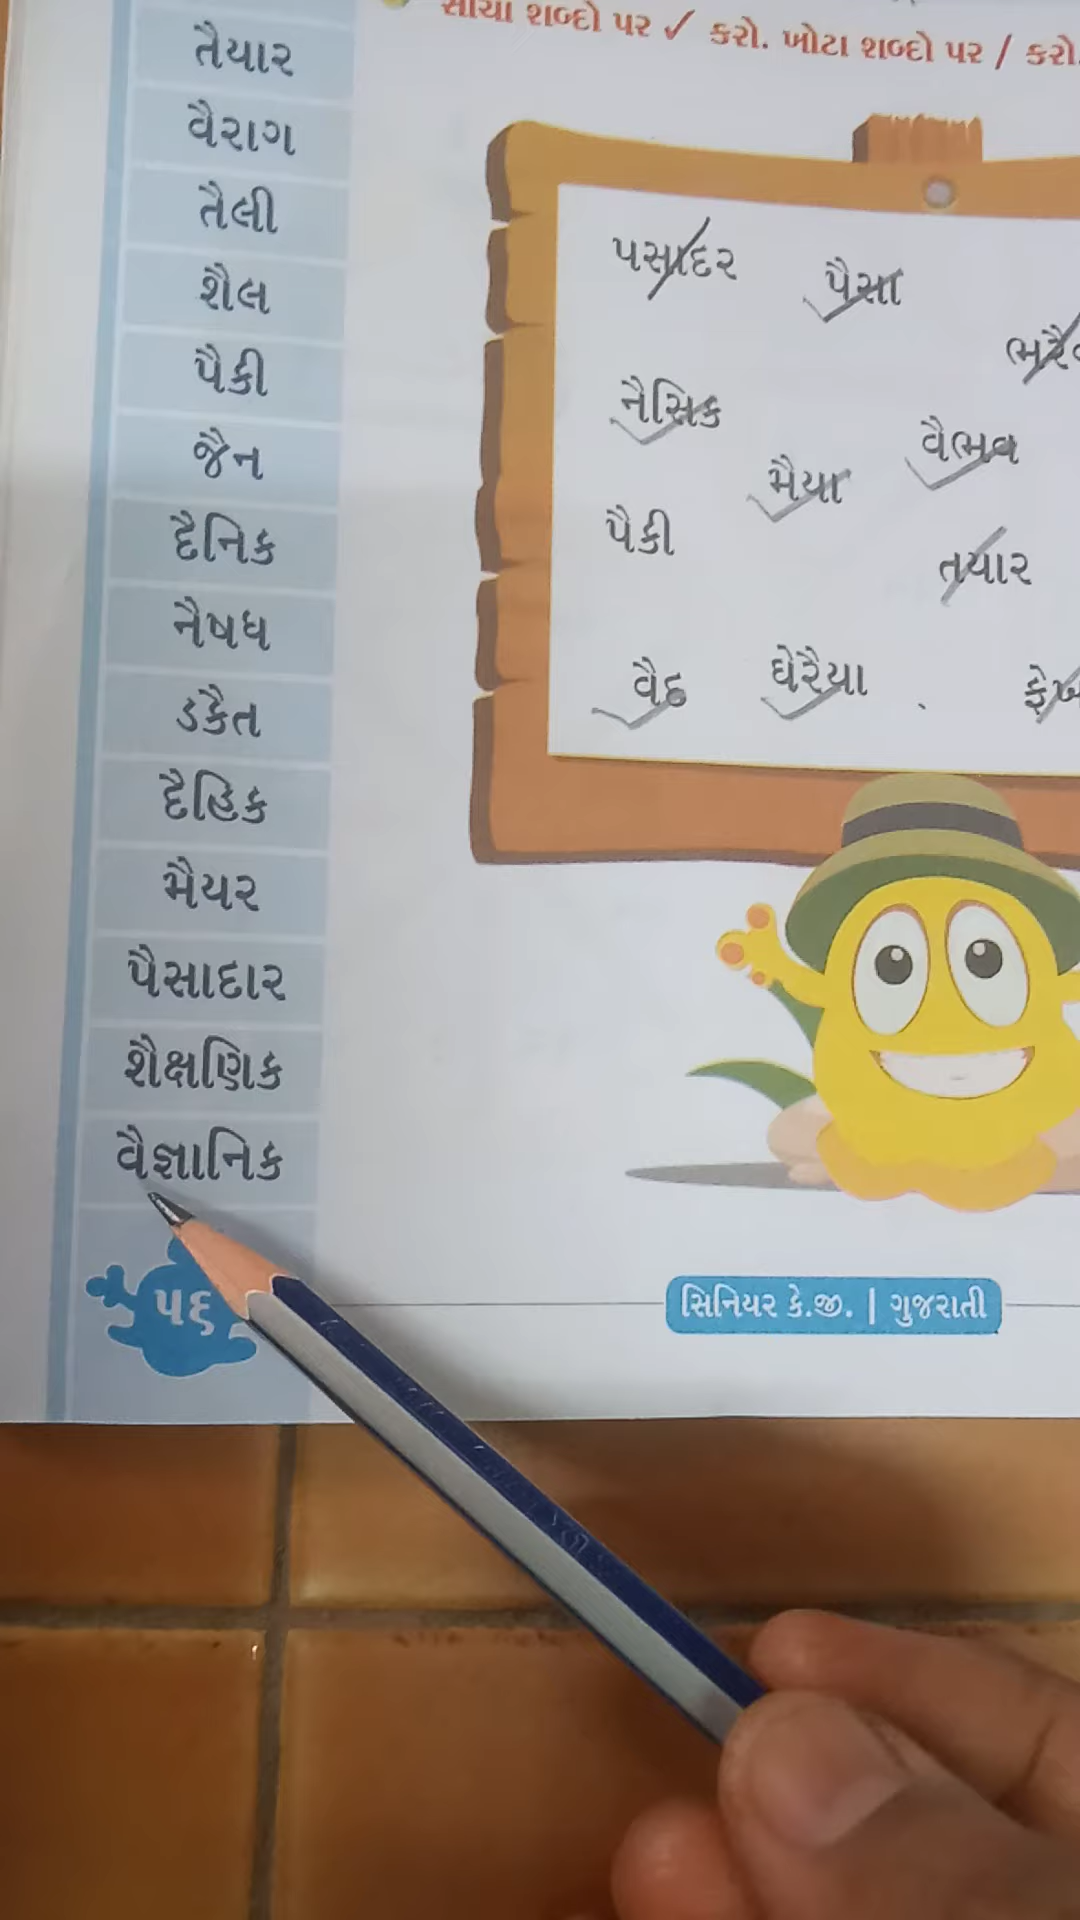 સાચા શબ્દો પર ✓ કરો. ખોટા શબ્દો પર / કરો.
તૈયાર
વૈરાગ
તૈલી
શૈલ
પૈકી
જૈન
દૈનિક
નૈષધ
ડકૈત
દૈહિક
મૈયર
પૈસાદાર
શૈક્ષણિક
વૈજ્ઞાનિક
પસાદર પૈસા
નૈસિક વૈભવ
મૈયા
પૈકી તયાર
વૈદ ઘેરૈયા
૫૬
સિનિયર કે.જી. | ગુજરાતી